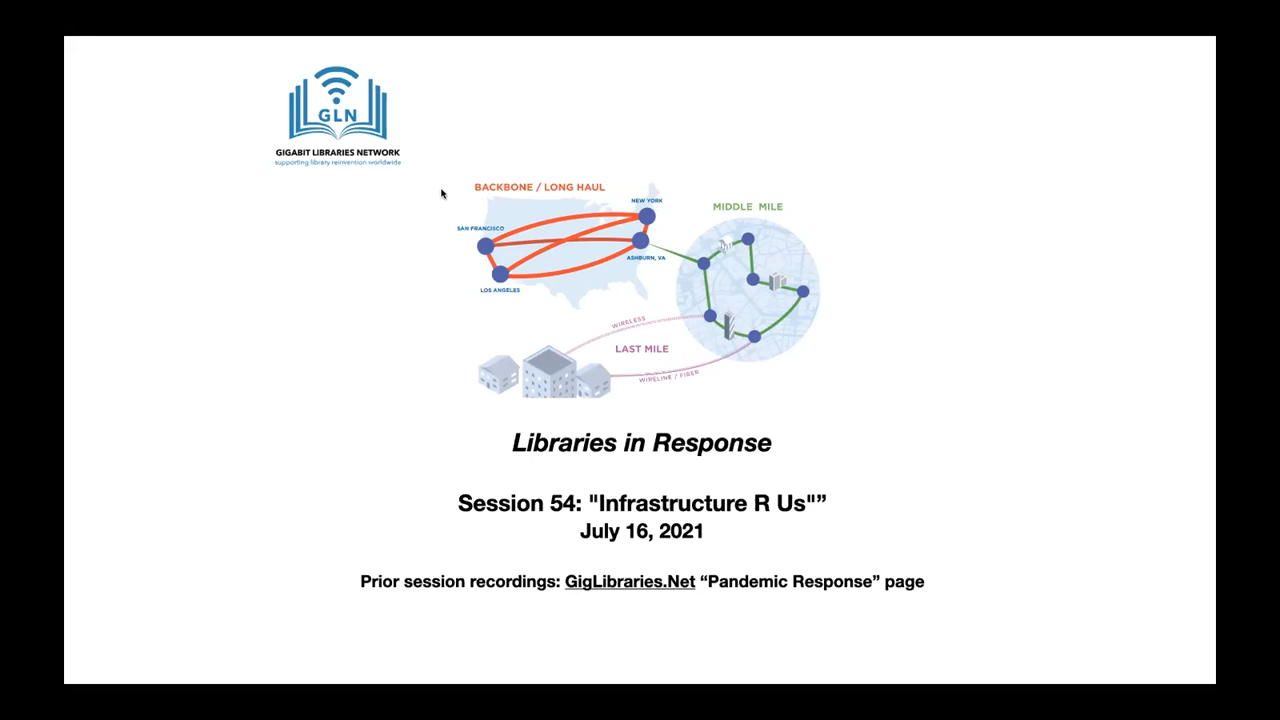 GLN
GIGABIT LIBRARIES NETWORK
supporting library reinvention worldwide
BACKBONE / LONG HAUL
NEW YORK
SAN FRANCISCO
ASHBURN, VA
LOS ANGELES
MIDDLE MILE
WIRELESS
LAST MILE
WIRELINE / FIBER
Libraries in Response
Session 54: "Infrastructure R Us"”
July 16, 2021
Prior session recordings: GigLibraries.Net “Pandemic Response” page